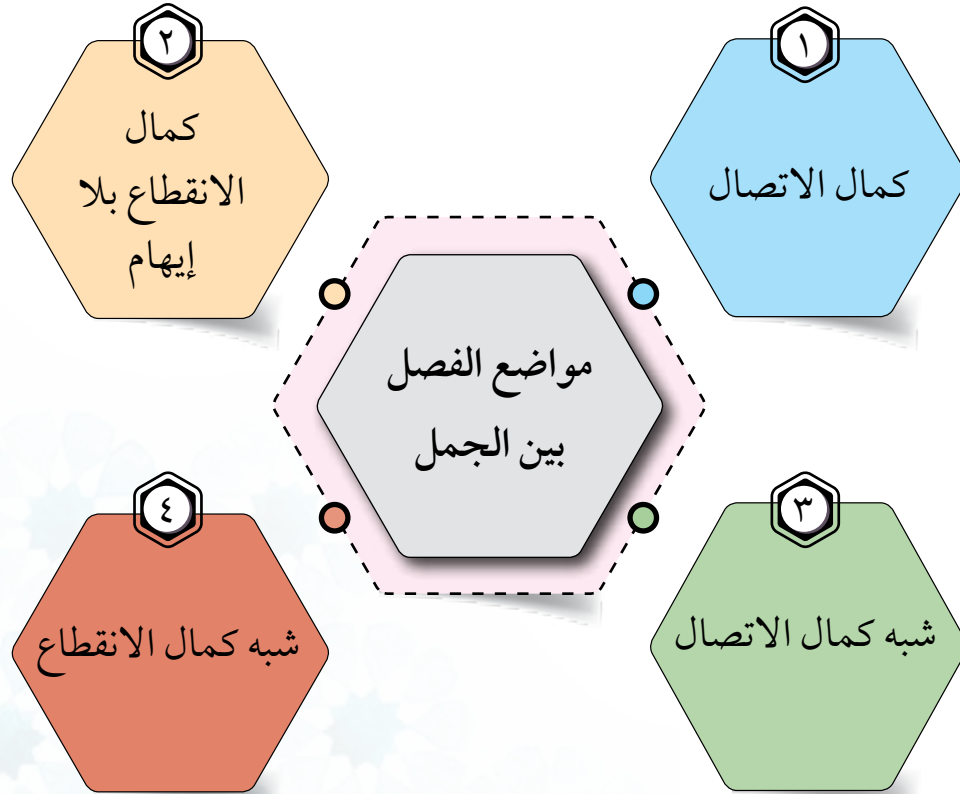 ١
كمال الاتصال
٢
كمال
الانقطاع بلا
إيهام
مواضع الفصل
بين الجمل
٣
شبه كمال الاتصال
٤
شبه كمال الانقطاع